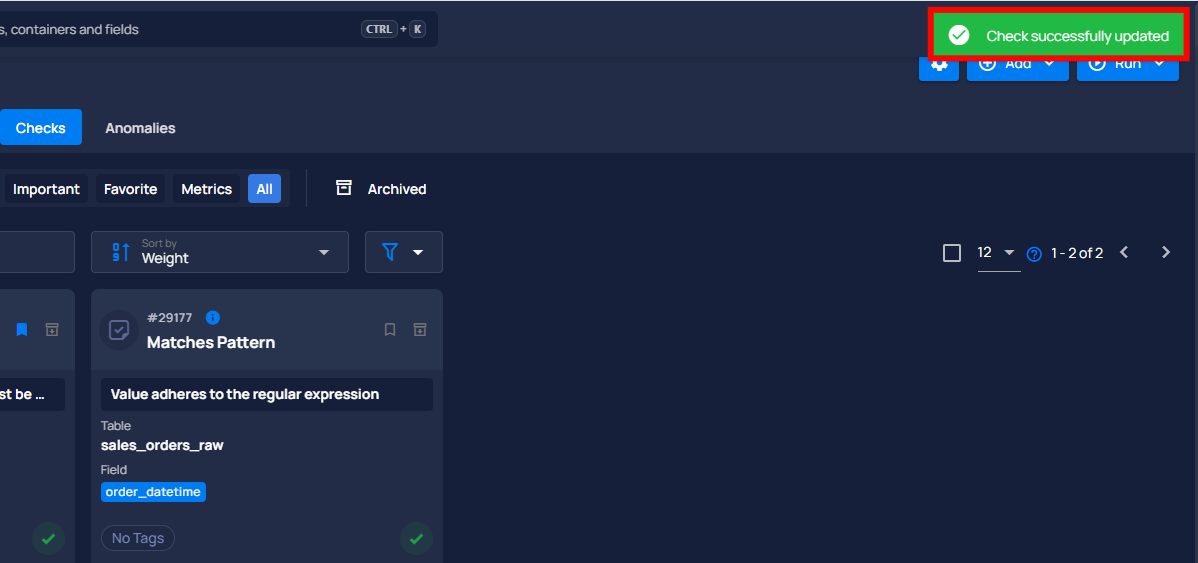 s, containers and fields
CTRL + K
Check successfully updated
Add
Run
Checks
Anomalies
Important
Favorite
Metrics
All
Archived
Sort by
Weight
12
1 - 2 of 2
#29177
Matches Pattern
st be ...
Value adheres to the regular expression
Table
sales_orders_raw
Field
order_datetime
No Tags